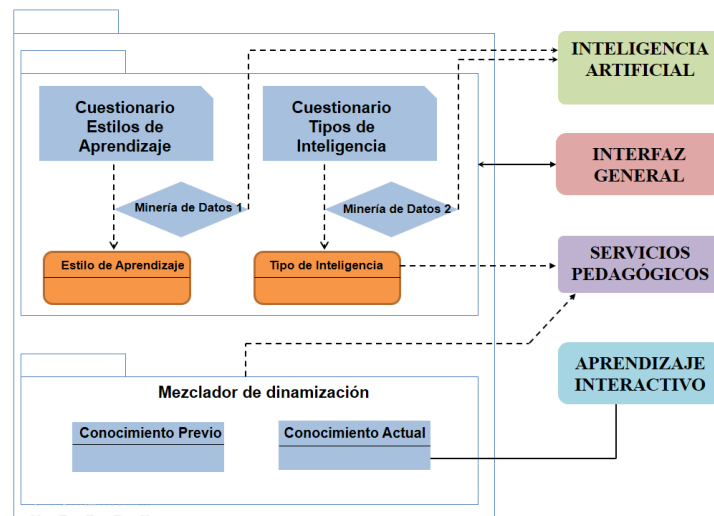 INTELIGENCIA
ARTIFICIAL
Cuestionario
Estilos de
Aprendizaje
Cuestionario
Tipos de
Inteligencia
INTERFAZ
GENERAL
Minería de Datos 1
Minería de Datos 2
Estilo de Aprendizaje
Tipo de Inteligencia
SERVICIOS
PEDAGÓGICOS
APRENDIZAJE
INTERACTIVO
Mezclador de dinamización
Conocimiento Previo
Conocimiento Actual